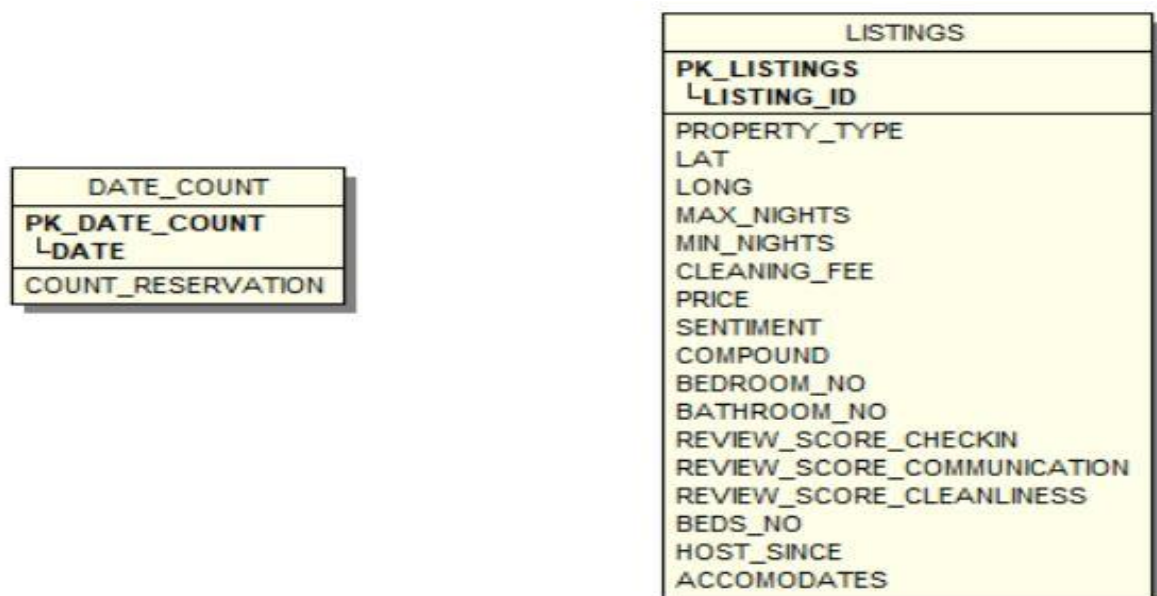 DATE_COUNT
PK_DATE_COUNT
└DATE
COUNT_RESERVATION
LISTINGS
PK_LISTINGS
└LISTING_ID
PROPERTY_TYPE
LAT
LONG
MAX_NIGHTS
MIN_NIGHTS
CLEANING_FEE
PRICE
SENTIMENT
COMPOUND
BEDROOM_NO
BATHROOM_NO
REVIEW_SCORE_CHECKIN
REVIEW_SCORE_COMMUNICATION
REVIEW_SCORE_CLEANLINESS
BEDS_NO
HOST_SINCE
ACCOMODATES